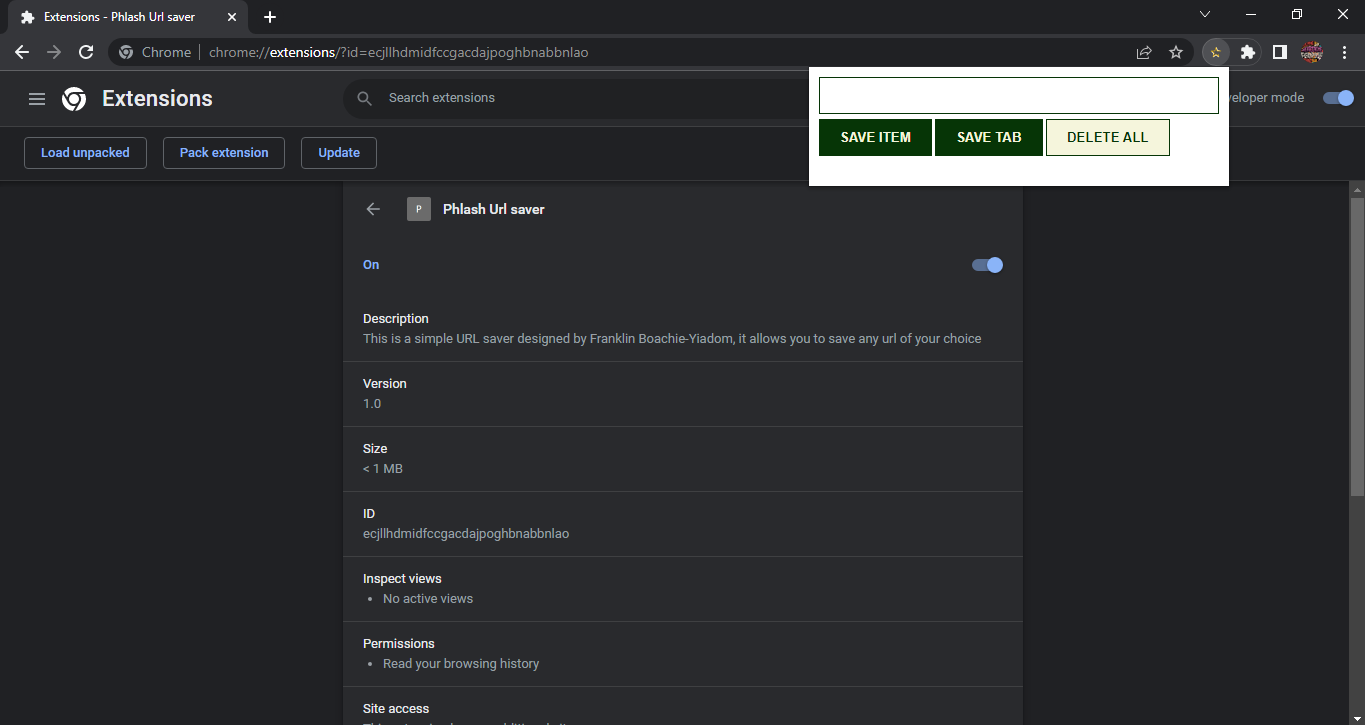 Extensions - Phlash Url saver
Chrome chrome://extensions/?id=ecjllhdmidfccgacdajpoghbnabbnlao
Extensions
Search extensions
veloper mode
SAVE ITEM SAVE TAB DELETE ALL
Load unpacked Pack extension Update
P Phlash Url saver
On
Description
This is a simple URL saver designed by Franklin Boachie-Yiadom, it allows you to save any url of your choice
Version
1.0
Size
< 1 MB
ID
ecjllhdmidfccgacdajpoghbnabbnlao
Inspect views
• No active views
Permissions
• Read your browsing history
Site access